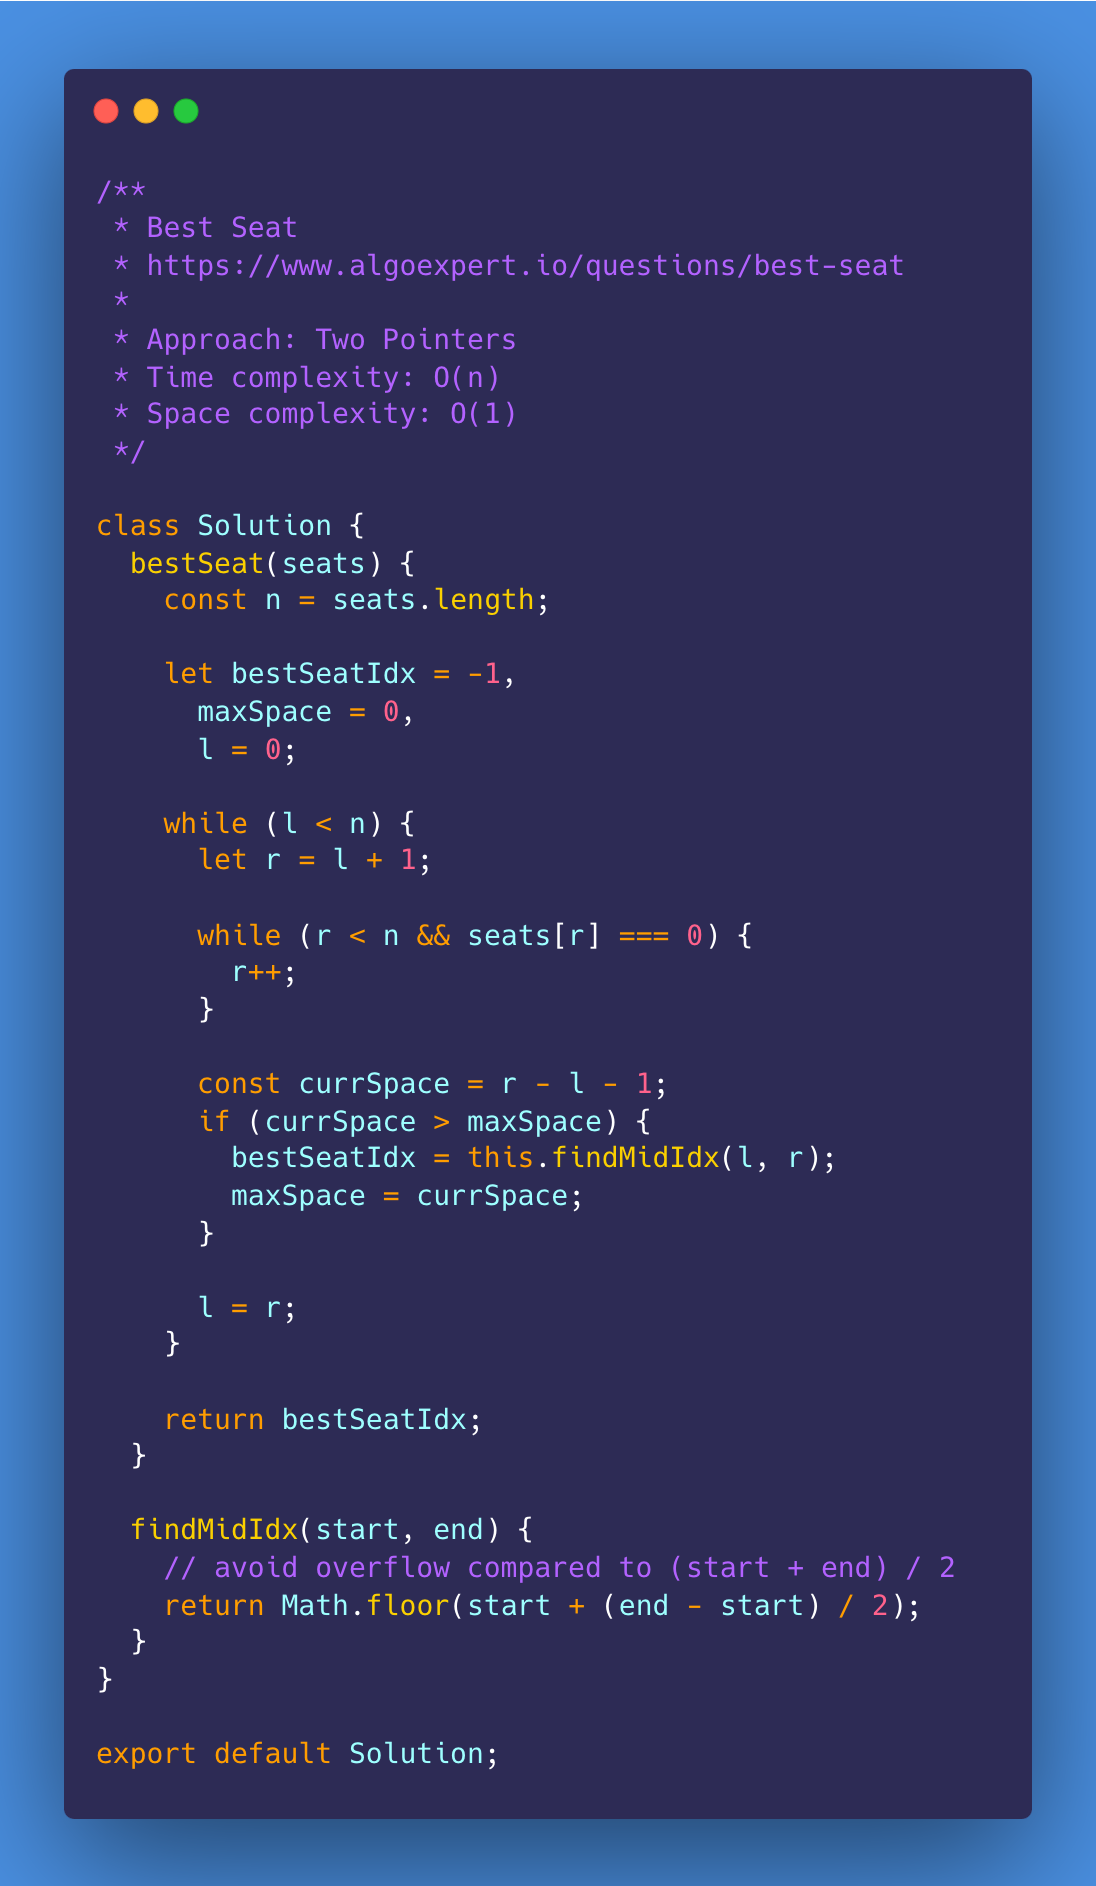 /**
 * Best Seat
 * https://www.algoexpert.io/questions/best-seat
 *
 * Approach: Two Pointers
 * Time complexity: O(n)
 * Space complexity: O(1)
 */

class Solution {
  bestSeat(seats) {
    const n = seats.length;

    let bestSeatIdx = -1,
      maxSpace = 0,
      l = 0;

    while (l < n) {
      let r = l + 1;

      while (r < n && seats[r] === 0) {
        r++;
      }

      const currSpace = r - l - 1;
      if (currSpace > maxSpace) {
        bestSeatIdx = this.findMidIdx(l, r);
        maxSpace = currSpace;
      }

      l = r;
    }

    return bestSeatIdx;
  }

  findMidIdx(start, end) {
    // avoid overflow compared to (start + end) / 2
    return Math.floor(start + (end - start) / 2);
  }
}

export default Solution;